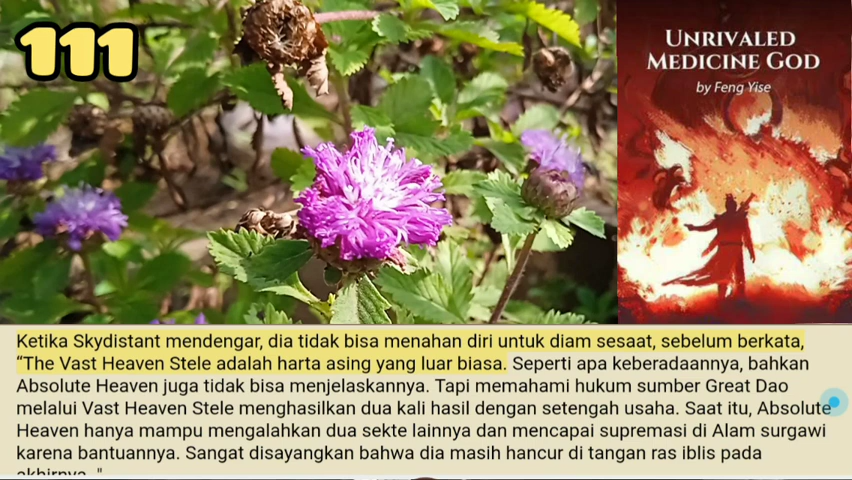 111
UNRIVALED
MEDICINE GOD
by Feng Yise
Ketika Skydistant mendengar, dia tidak bisa menahan diri untuk diam sesaat, sebelum berkata,
“The Vast Heaven Stele adalah harta asing yang luar biasa. Seperti apa keberadaannya, bahkan
Absolute Heaven juga tidak bisa menjelaskannya. Tapi memahami hukum sumber Great Dao
melalui Vast Heaven Stele menghasilkan dua kali hasil dengan setengah usaha. Saat itu, Absolute
Heaven hanya mampu mengalahkan dua sekte lainnya dan mencapai supremasi di Alam surgawi
karena bantuannya. Sangat disayangkan bahwa dia masih hancur di tangan ras iblis pada
akhirnya. "